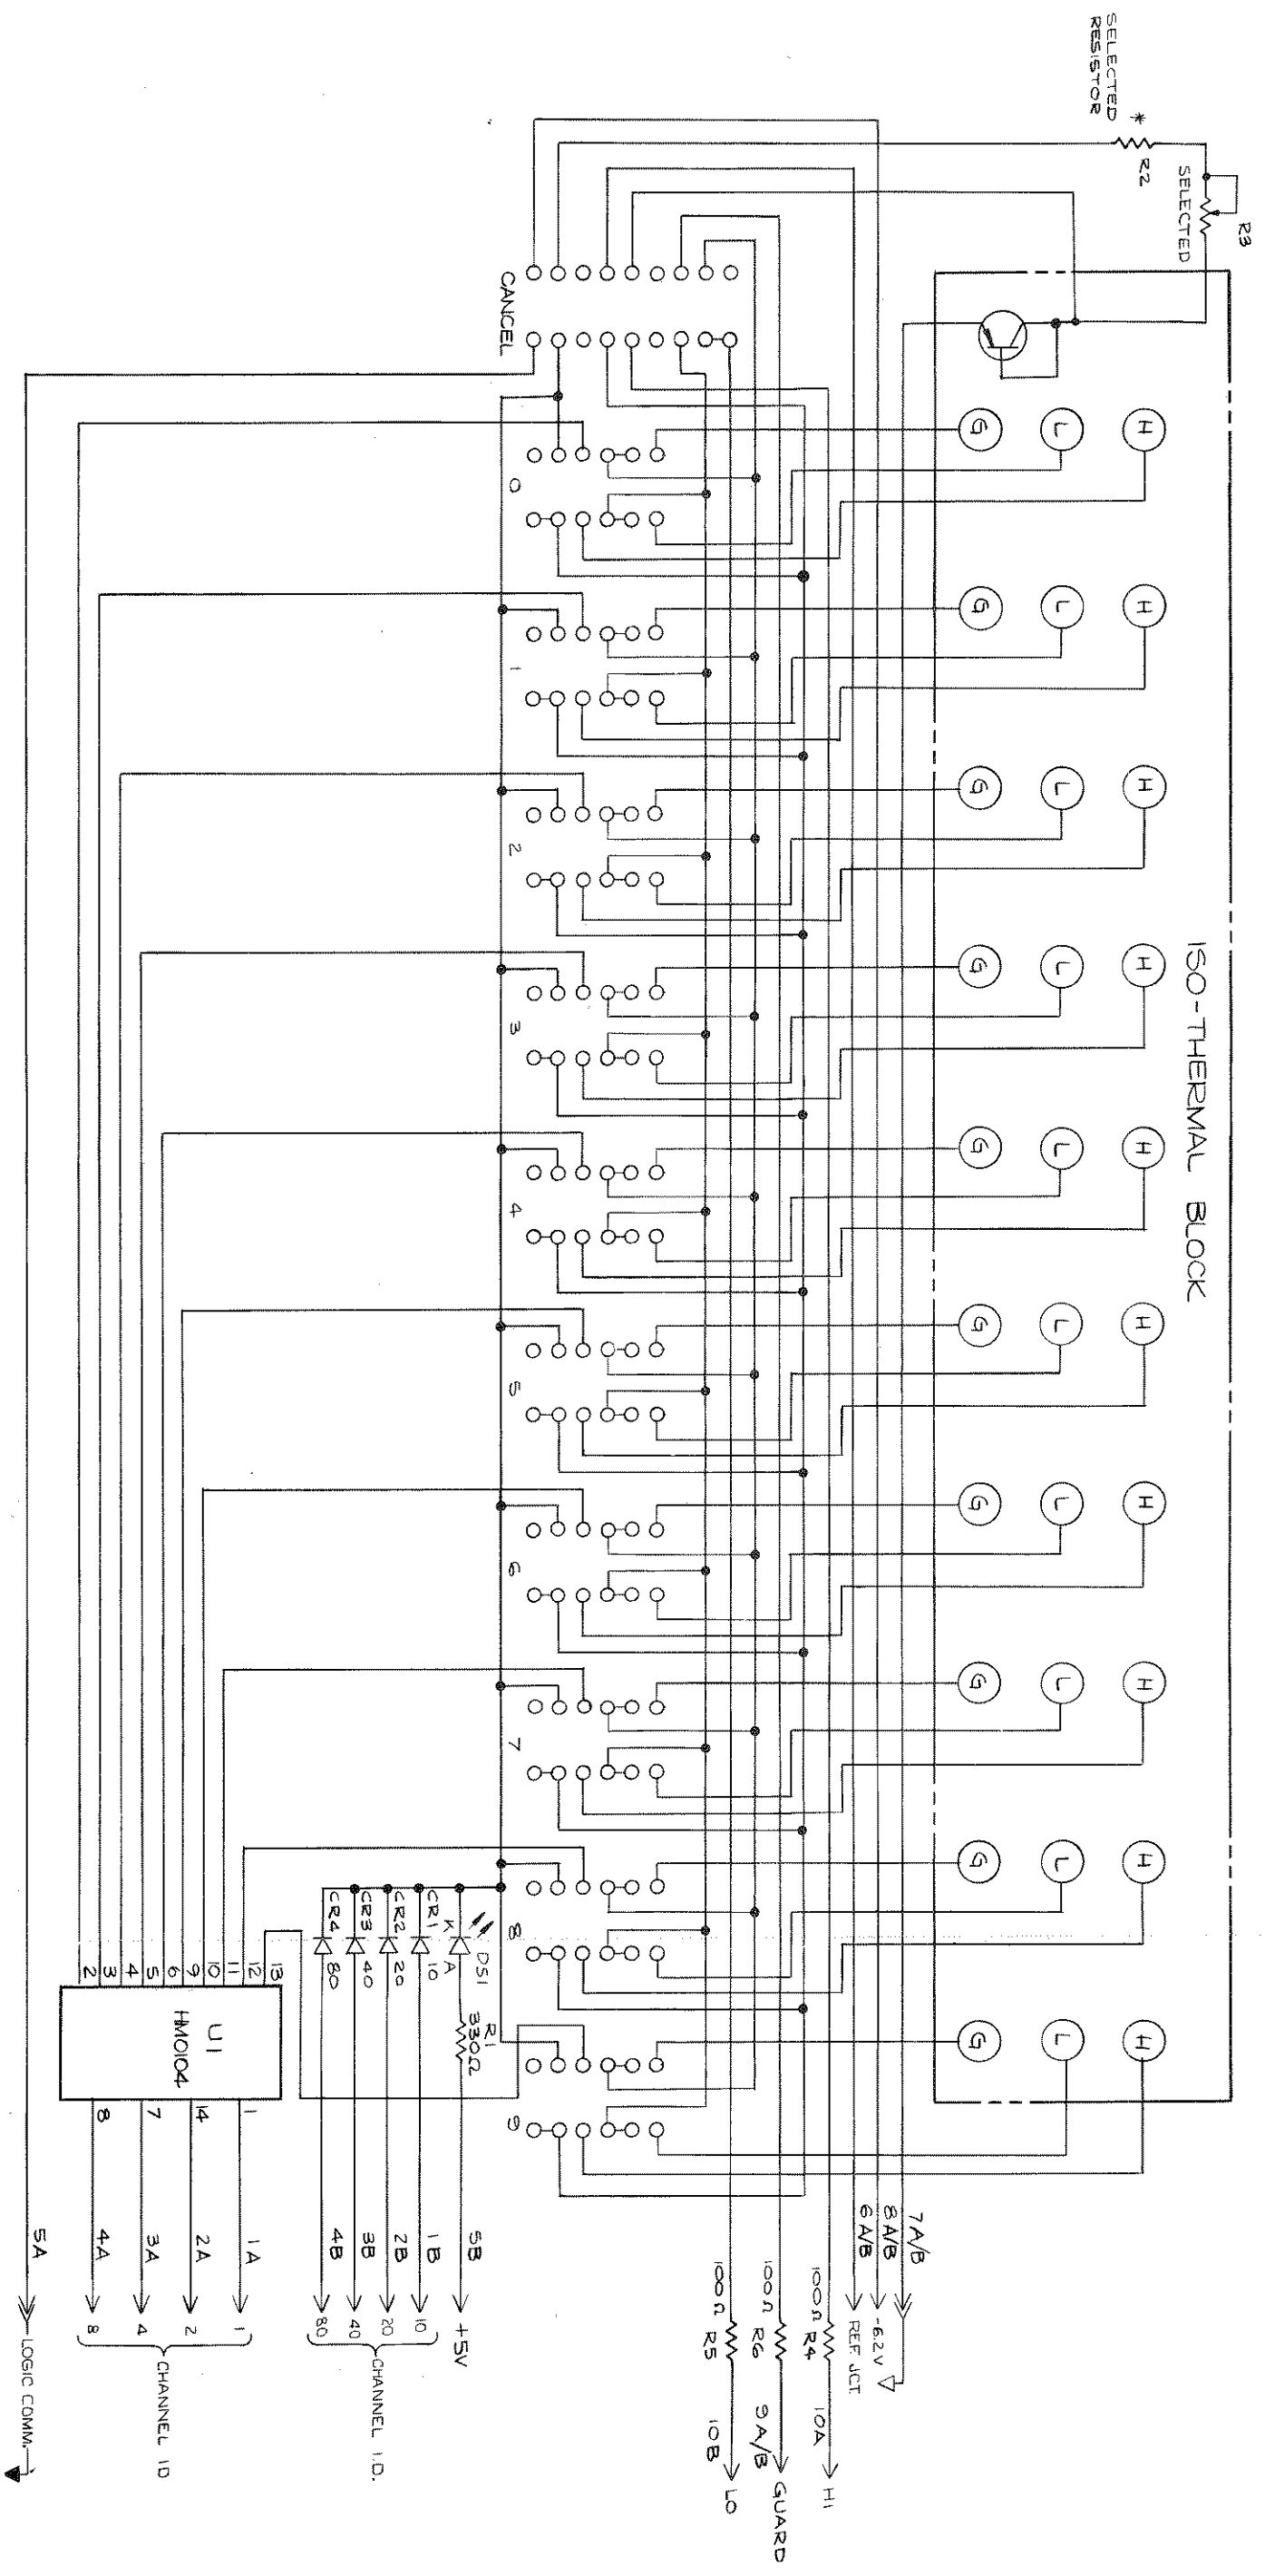 ISO-THERMAL BLOCK
R3
SELECTED
R2
*
SELECTED
RESISTOR
H H H H H H H H H H
L L L L L L L L L L
G G G G G G G G G G
7A/B
8A/B
-6.2V
6A/B
REF. JCT.
100Ω R4 10A HI
100Ω R6 9A/B GUARD
100Ω R5 10B LO
CANCEL 0 1 2 3 4 5 6 7 8 9
K DS1 A R1 330Ω 5B +5V
CR1 10 1B 10
CR2 20 2B 20
CR3 40 3B 40
CR4 80 4B 80
CHANNEL I.D.
13
12
11
10
9
6
5
4
3
2
U1
HM0104
1 1A 1
14 2A 2
7 3A 4
8 4A 8
CHANNEL ID
5A LOGIC COMM.